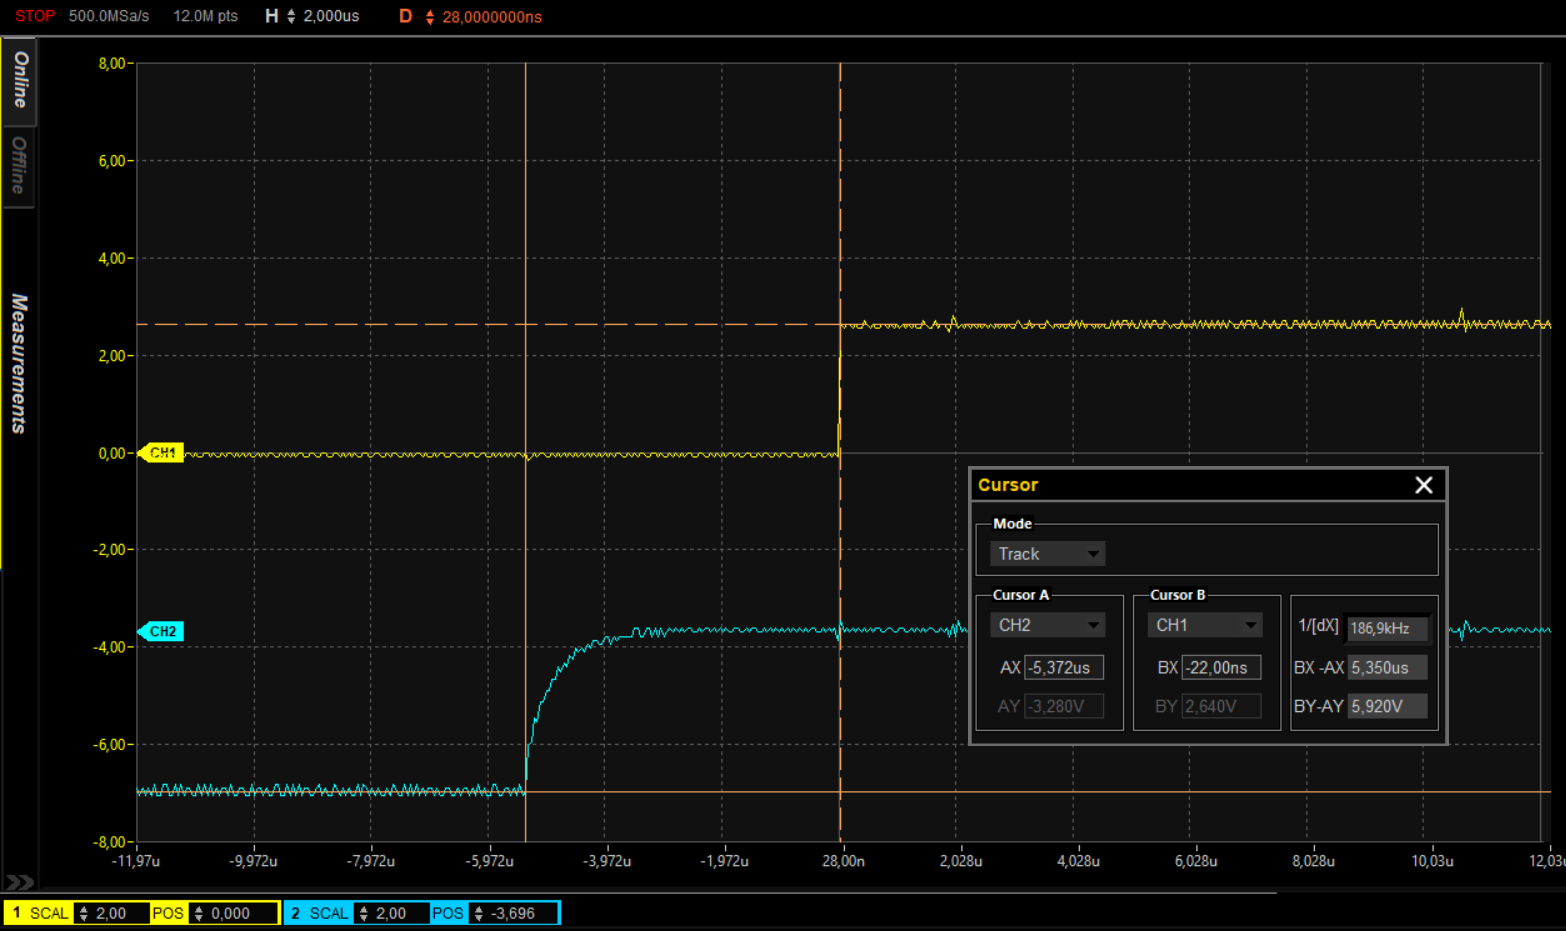 STOP 500.0MSa/s 12.0M pts H 2,000us D 28,0000000ns
Online
Offline
Measurements
8,00
6,00
4,00
2,00
0,00
-2,00
-4,00
-6,00
-8,00
CH1
CH2
-11,97u -9,972u -7,972u -5,972u -3,972u -1,972u 28,00n 2,028u 4,028u 6,028u 8,028u 10,03u 12,03u
Cursor
Mode
Track
Cursor A
CH2
AX -5,372us
AY -3,280V
Cursor B
CH1
BX -22,00ns
BY 2,640V
1/[dX] 186,9kHz
BX -AX 5,350us
BY-AY 5,920V
1 SCAL 2,00 POS 0,000 2 SCAL 2,00 POS -3,696